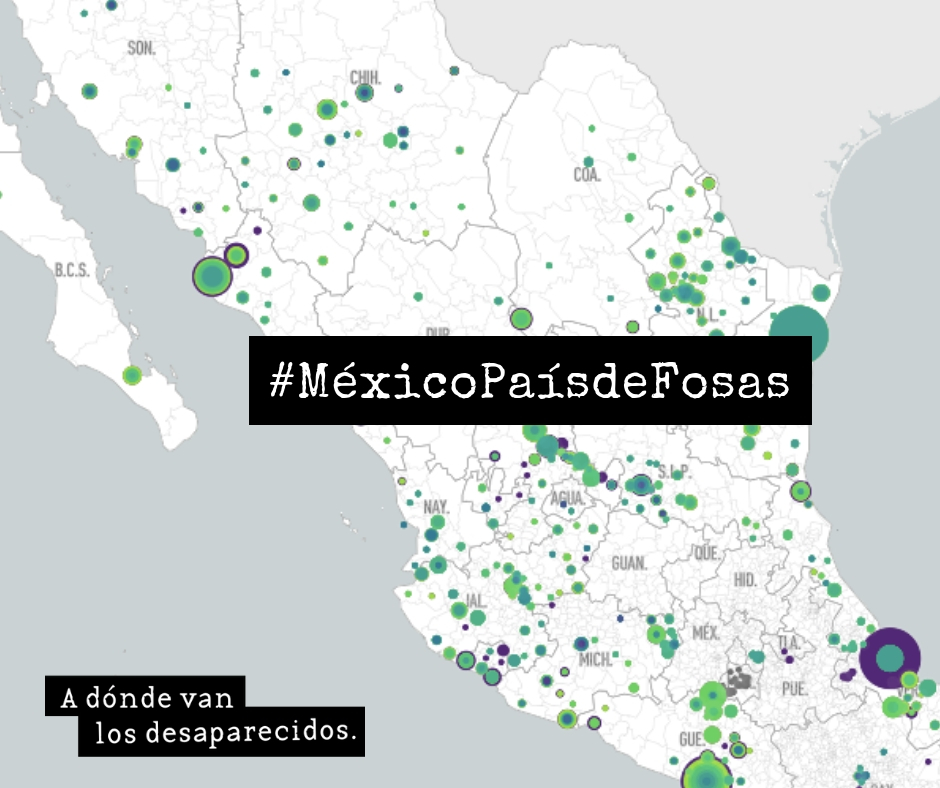 SON.
CHIH.
COA.
B.C.S.
N.L.
DUR.
#MéxicoPaísdeFosas
S.L.P.
AGUA.
NAY.
GUAN.
QUE.
HID.
JAL.
MÉX.
TLA.
MICH.
PUE.
VER.
A dónde van
los desaparecidos.
GUE.
OAX.